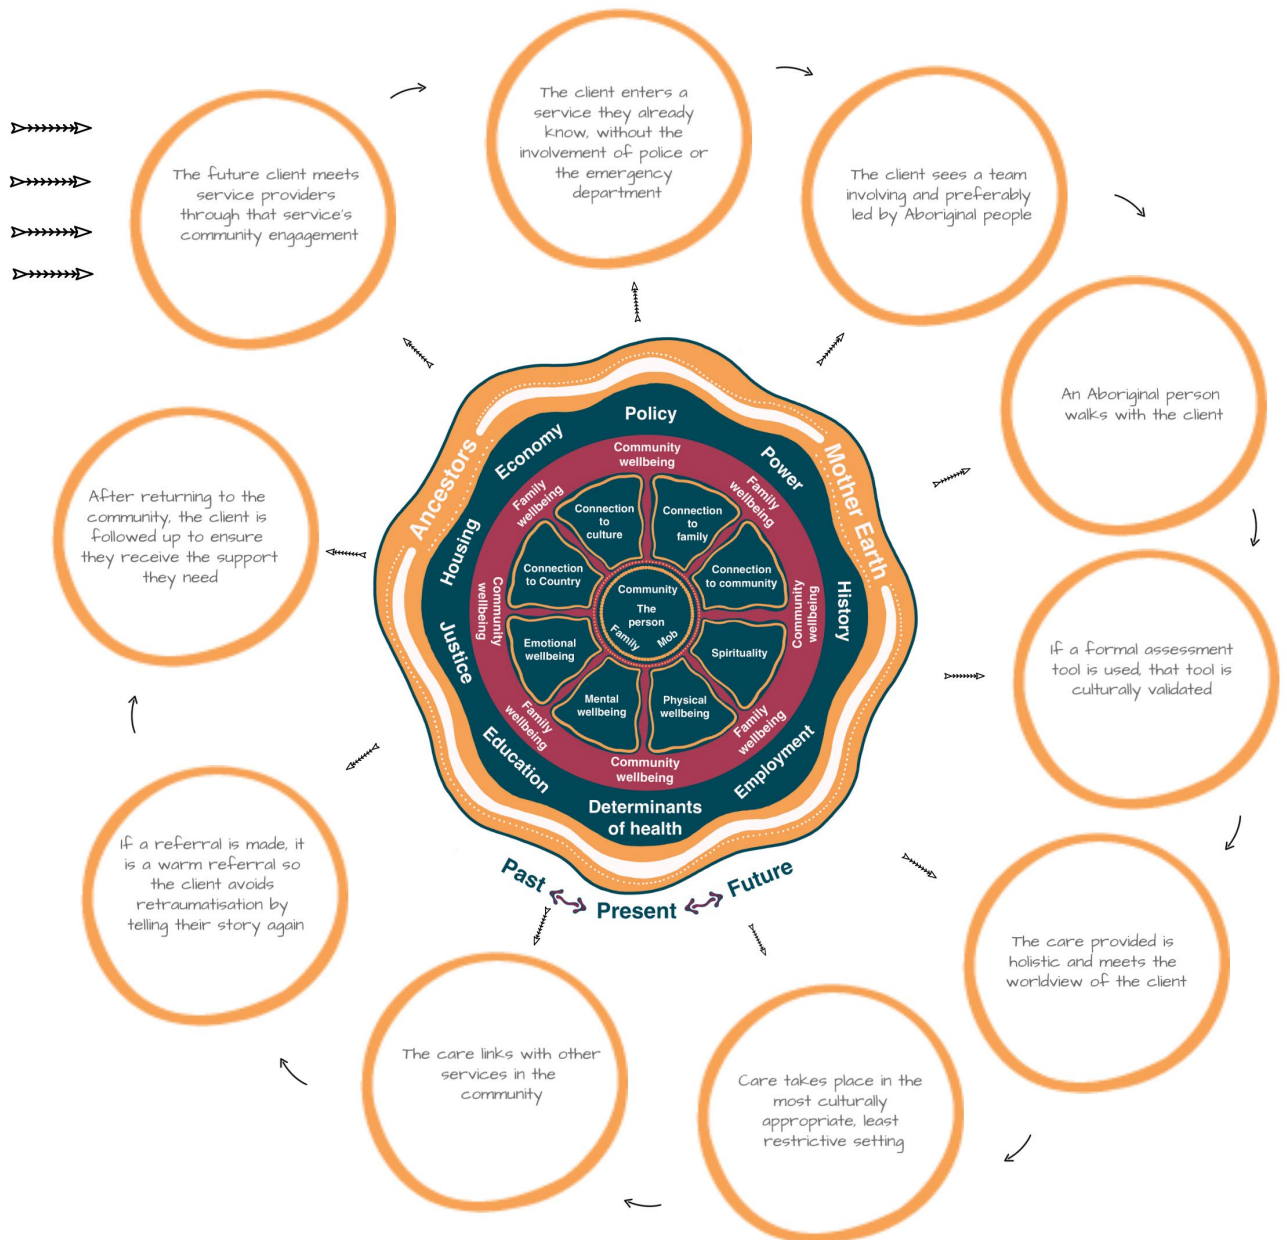 The future client meets
service providers
through that service's
community engagement
The client enters a
service they already
know, without the
involvement of police or
the emergency
department
The client sees a team
involving and preferably
led by Aboriginal people
An Aboriginal person
walks with the client
If a formal assessment
tool is used, that tool is
culturally validated
The care provided is
holistic and meets the
worldview of the client
Care takes place in the
most culturally
appropriate, least
restrictive setting
The care links with other
services in the
community
If a referral is made, it
is a warm referral so
the client avoids
retraumatisation by
telling their story again
After returning to the
community, the client is
followed up to ensure
they receive the support
they need
Ancestors
Mother Earth
Policy
Power
History
Employment
Determinants
of health
Education
Justice
Housing
Economy
Community
wellbeing
Family
wellbeing
Community
wellbeing
Family
wellbeing
Community
wellbeing
Family
wellbeing
Community
wellbeing
Family
wellbeing
Connection
to
culture
Connection
to
family
Connection
to community
Spirituality
Physical
wellbeing
Mental
wellbeing
Emotional
wellbeing
Connection
to Country
Community
The
person
Family
Mob
Past
Present
Future